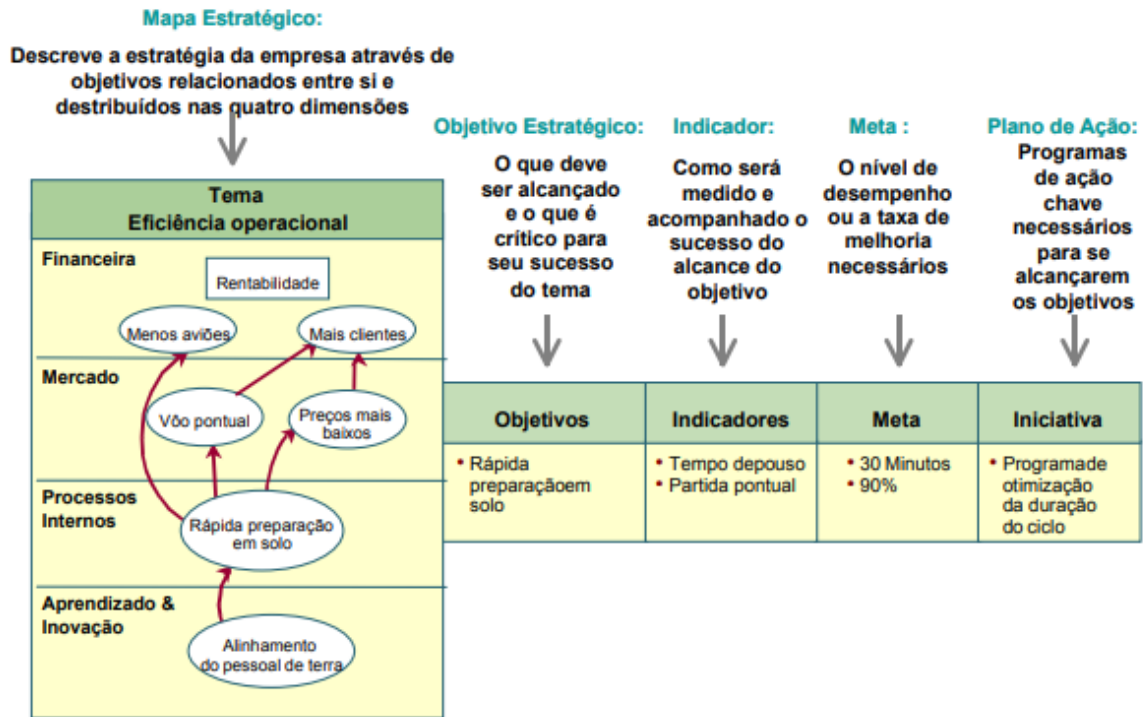 Mapa Estratégico:
Descreve a estratégia da empresa através de
objetivos relacionados entre si e
destribuídos nas quatro dimensões
Objetivo Estratégico:
O que deve
ser alcançado
e o que é
crítico para
seu sucesso
do tema
Indicador:
Como será
medido e
acompanhado o
sucesso do
alcance do
objetivo
Meta :
O nível de
desempenho
ou a taxa de
melhoria
necessários
Plano de Ação:
Programas
de ação
chave
necessários
para se
alcançarem
os objetivos
Tema
Eficiência operacional
Financeira
Rentabilidade
Menos aviões
Mais clientes
Mercado
Vôo pontual
Preços mais
baixos
Processos
Internos
Rápida preparação
em solo
Aprendizado &
Inovação
Alinhamento
do pessoal de terra
Objetivos
• Rápida
preparaçãoem
solo
Indicadores
• Tempo depouso
• Partida pontual
Meta
• 30 Minutos
• 90%
Iniciativa
• Programade
otimização
da duração
do ciclo